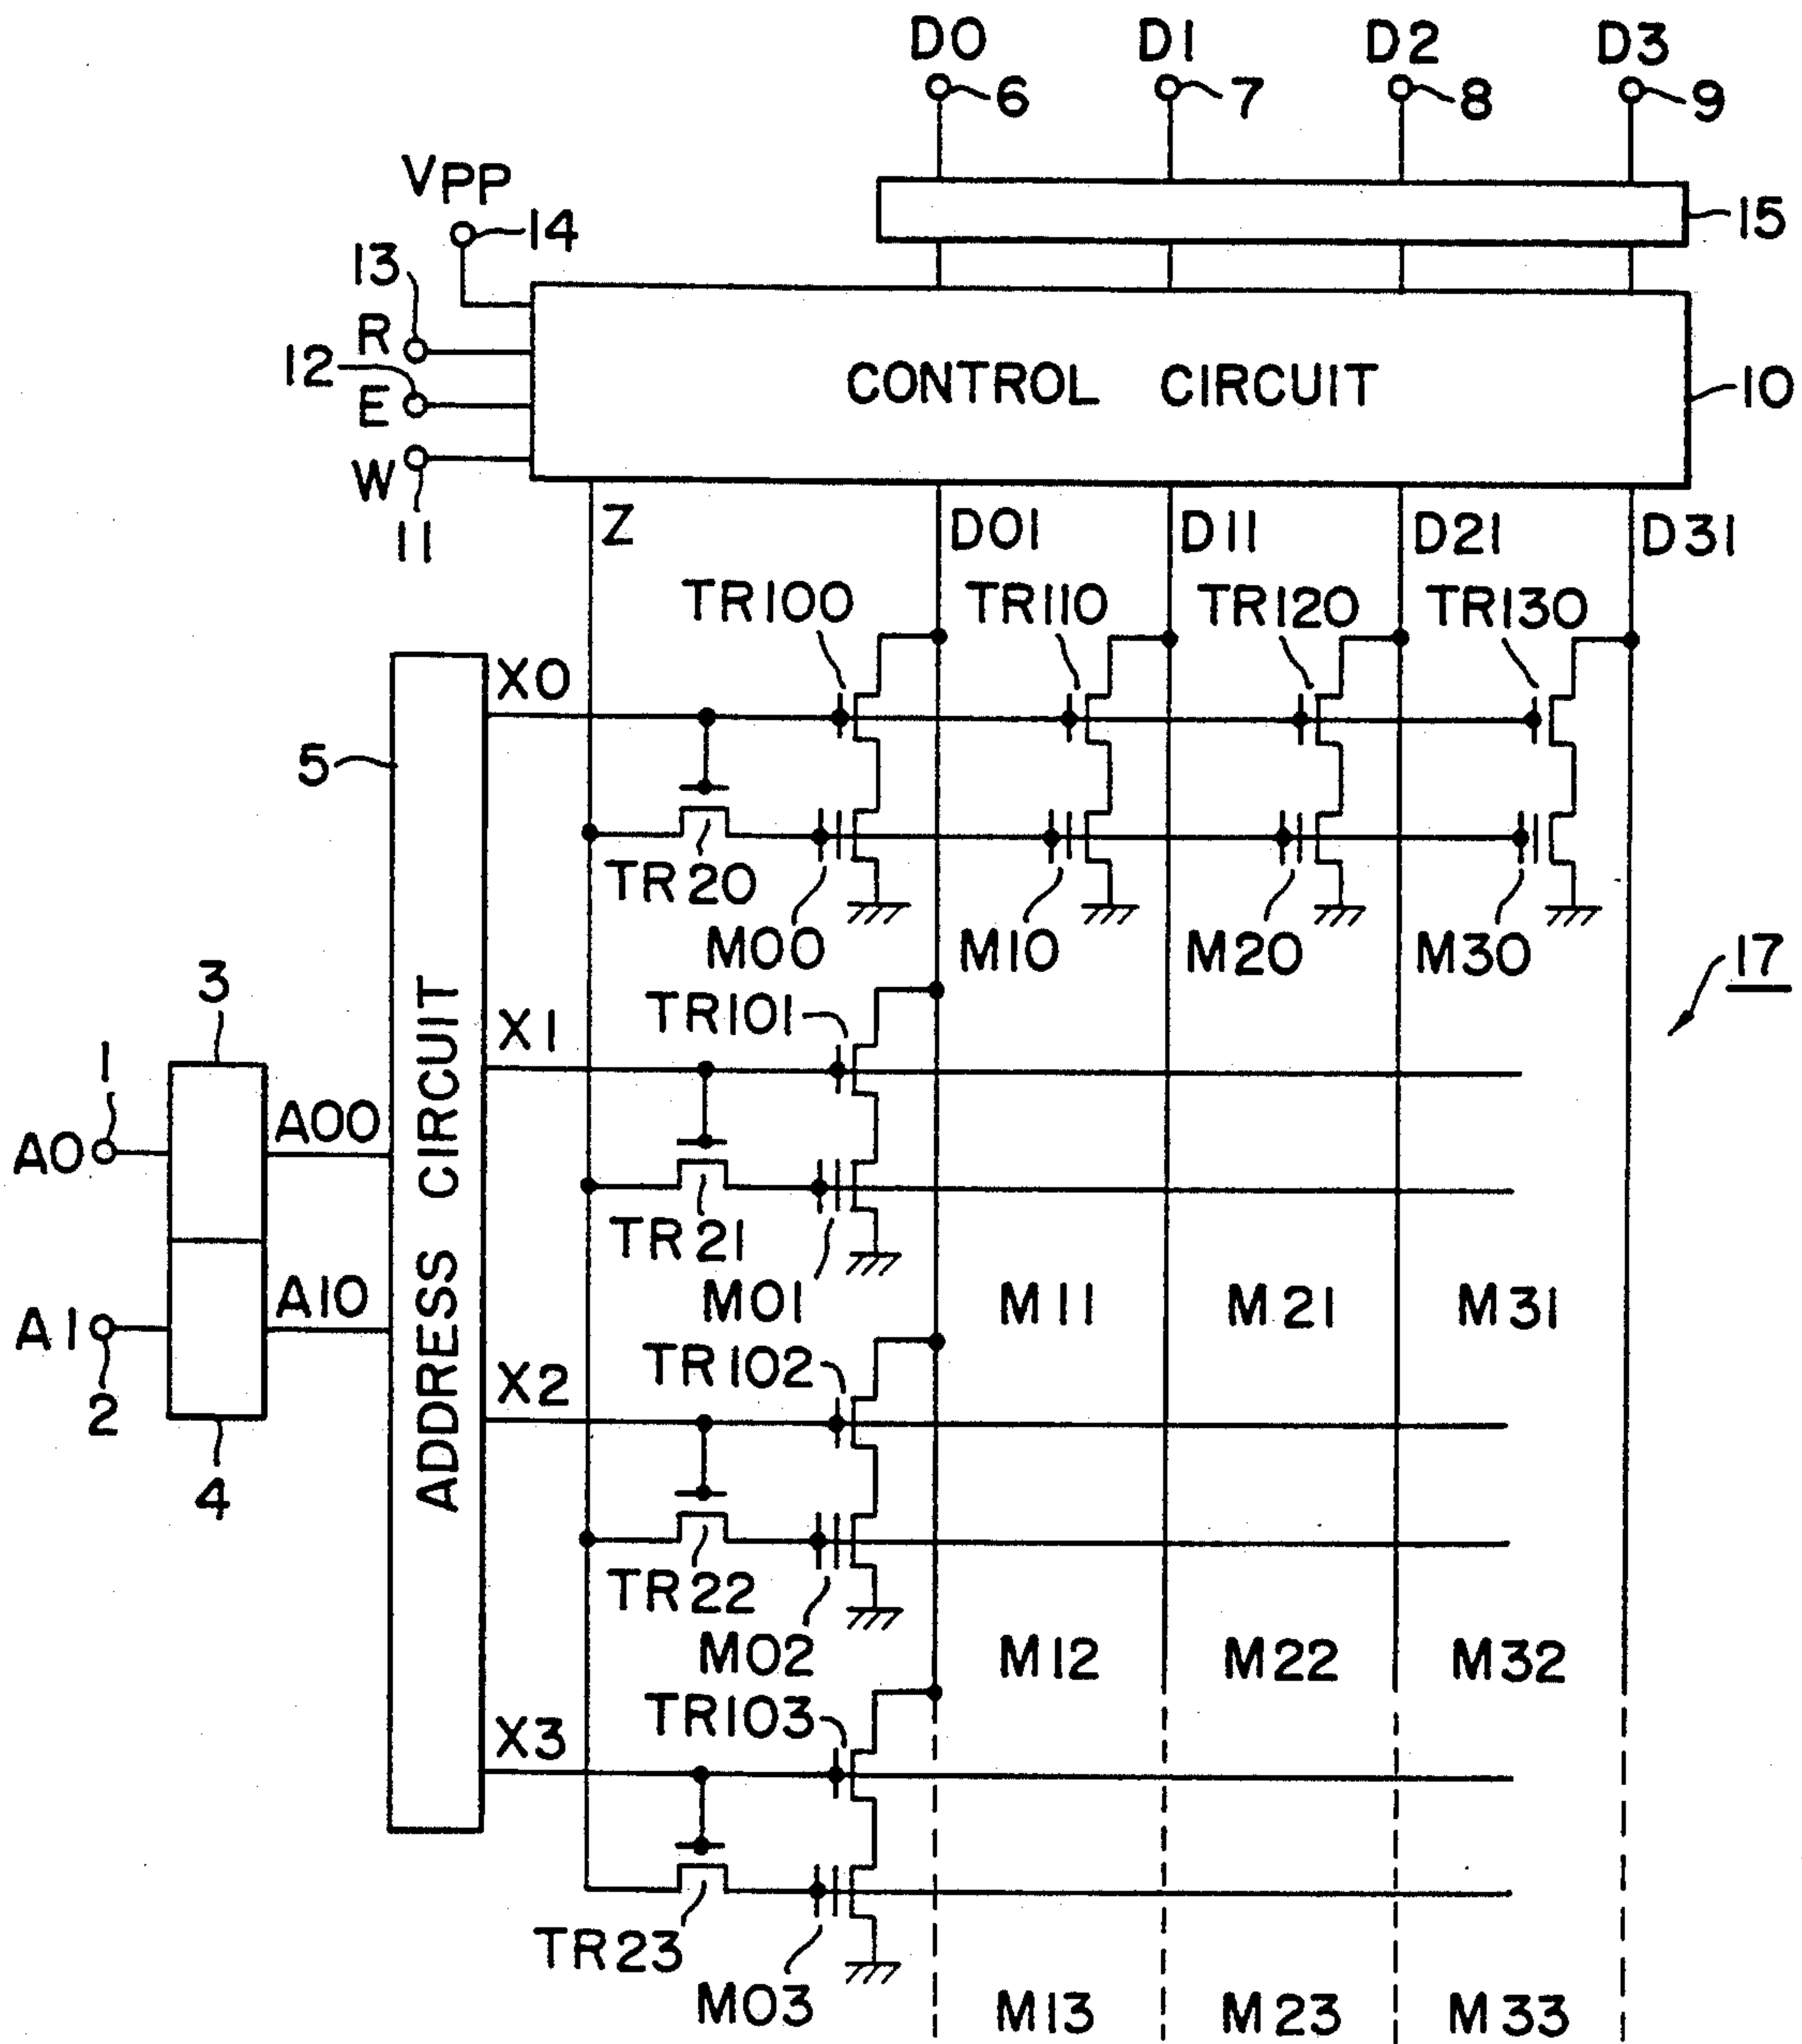 D0 D1 D2 D3
6 7 8 9
VPP
14
15
13
R
12
E
CONTROL CIRCUIT
10
W
11
Z D01 D11 D21 D31
TR100 TR110 TR120 TR130
X0
5
TR20
M00 M10 M20 M30
17
3
X1
TR101
1
A0
A00
ADDRESS CIRCUIT
TR21
M01 M11 M21 M31
A1
A10
2
4
X2
TR102
TR22
M02 M12 M22 M32
X3
TR103
TR23
M03 M13 M23 M33